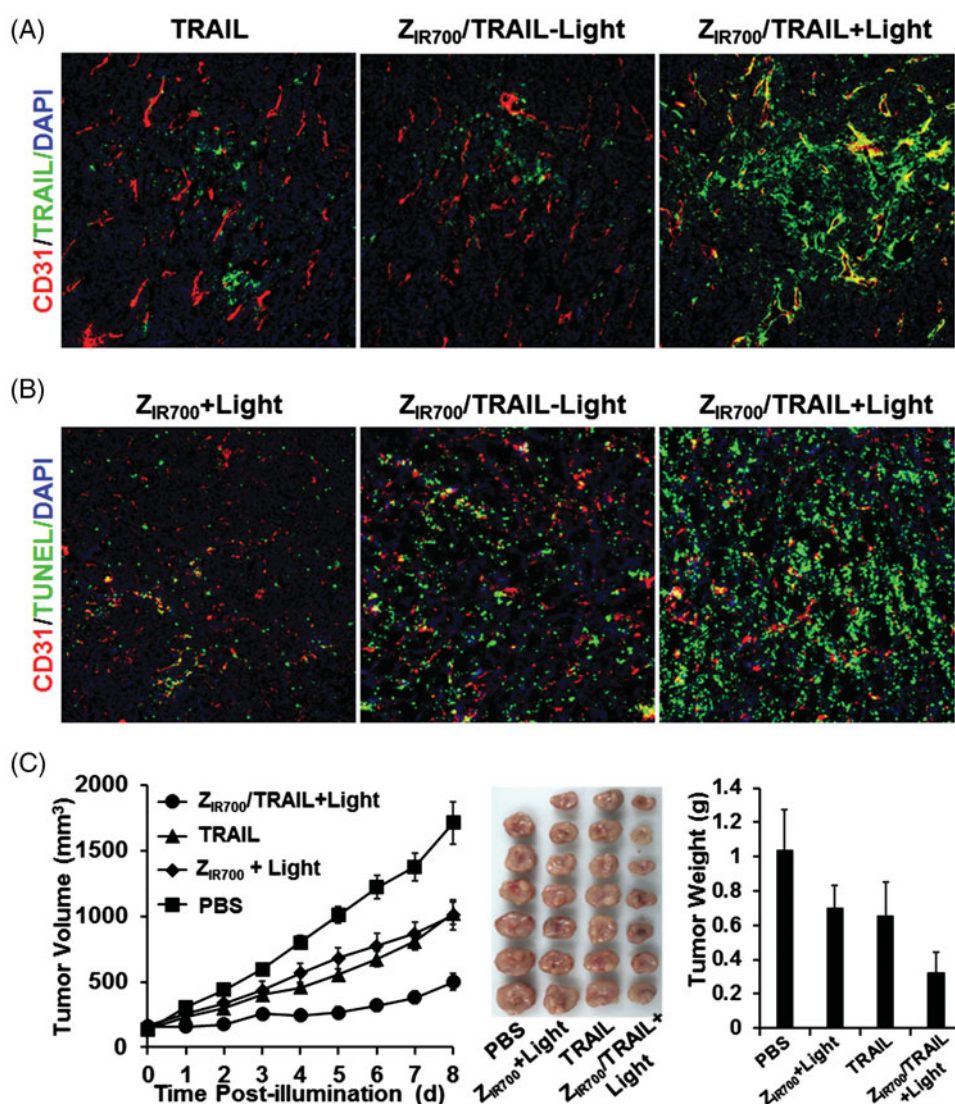 (A)
TRAIL
ZIR700/TRAIL-Light
ZIR700/TRAIL+Light
CD31/TRAIL/DAPI
(B)
ZIR700+Light
ZIR700/TRAIL-Light
ZIR700/TRAIL+Light
CD31/TUNEL/DAPI
(C)
Tumor Volume (mm3)
2000
1500
1000
500
0
ZIR700/TRAIL+Light
TRAIL
ZIR700 + Light
PBS
0 1 2 3 4 5 6 7 8
Time Post-illumination (d)
PBS
ZIR700+Light
TRAIL
ZIR700/TRAIL+
Light
Tumor Weight (g)
1.4
1.2
1
0.8
0.6
0.4
0.2
0
PBS
ZIR700+Light
TRAIL
ZIR700/TRAIL
+Light